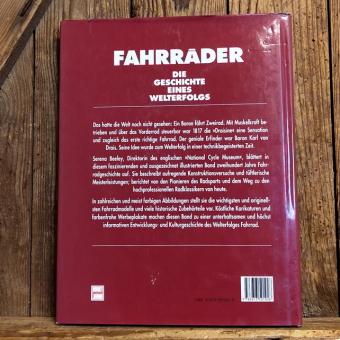 FAHRRÄDER
DIE
GESCHICHTE
EINES
WELTERFOLGS
Das hatte die Welt noch nicht gesehen: Ein Baron fährt Zweirad. Mit Muskelkraft be-
trieben und über das Vorderrad steuerbar war 1817 die »Draisine« eine Sensation
und zugleich das erste richtige Fahrrad. Der geniale Erfinder war Baron Karl von
Drais. Seine Idee wurde zum Welterfolg in einer technikbegeisterten Zeit.
Serena Beeley, Direktorin des englischen »National Cycle Museum«, blättert in
diesem faszinierenden und ausgezeichnet illustrierten Band zweihundert Jahre Fahr-
radgeschichte auf. Sie beschreibt aufregende Konstruktionsversuche und tüftlerische
Meisterleistungen; berichtet von den Pionieren des Radsports und dem Weg zu den
hochprofessionellen Radklassikern von heute.
In zahlreichen und meist farbigen Abbildungen stellt sie die wichtigsten und originell-
sten Fahrradmodelle und viele historische Zubehörteile vor. Köstliche Karikaturen und
farbenfrohe Werbeplakate machen diesen Band zu einer unterhaltsamen und höchst
informativen Entwicklungs- und Kulturgeschichte des Welterfolges Fahrrad.